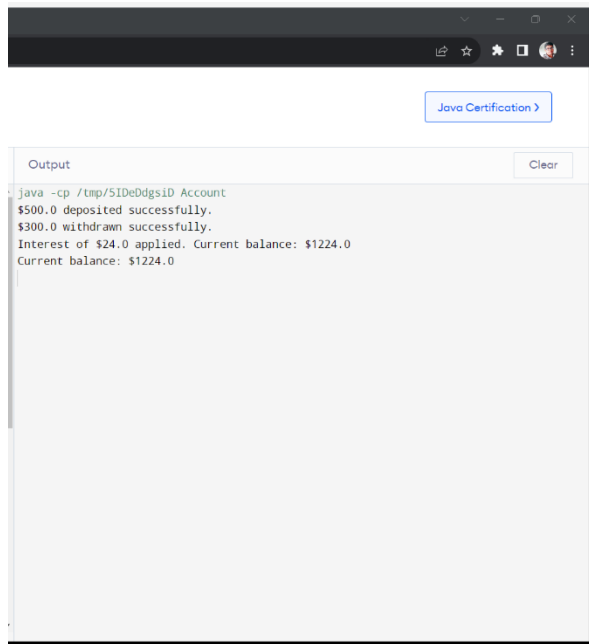 Java Certification >
Output
Clear
java -cp /tmp/5IDeDdgsiD Account
$500.0 deposited successfully.
$300.0 withdrawn successfully.
Interest of $24.0 applied. Current balance: $1224.0
Current balance: $1224.0